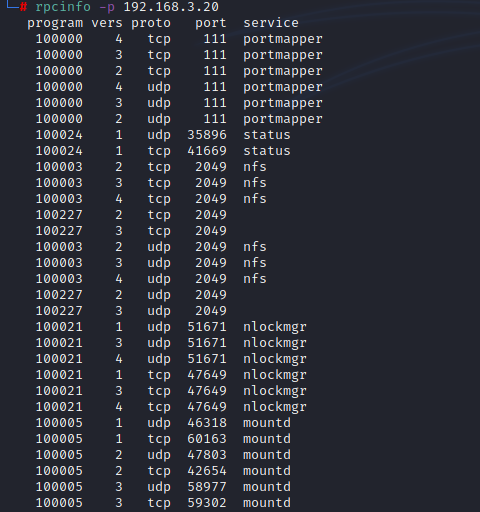 └─# rpcinfo -p 192.168.3.20
program vers proto port service
100000 4 tcp 111 portmapper
100000 3 tcp 111 portmapper
100000 2 tcp 111 portmapper
100000 4 udp 111 portmapper
100000 3 udp 111 portmapper
100000 2 udp 111 portmapper
100024 1 udp 35896 status
100024 1 tcp 41669 status
100003 2 tcp 2049 nfs
100003 3 tcp 2049 nfs
100003 4 tcp 2049 nfs
100227 2 tcp 2049
100227 3 tcp 2049
100003 2 udp 2049 nfs
100003 3 udp 2049 nfs
100003 4 udp 2049 nfs
100227 2 udp 2049
100227 3 udp 2049
100021 1 udp 51671 nlockmgr
100021 3 udp 51671 nlockmgr
100021 4 udp 51671 nlockmgr
100021 1 tcp 47649 nlockmgr
100021 3 tcp 47649 nlockmgr
100021 4 tcp 47649 nlockmgr
100005 1 udp 46318 mountd
100005 1 tcp 60163 mountd
100005 2 udp 47803 mountd
100005 2 tcp 42654 mountd
100005 3 udp 58977 mountd
100005 3 tcp 59302 mountd